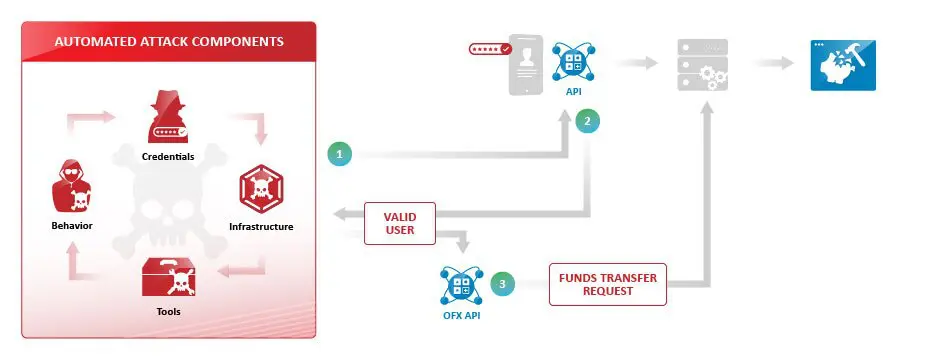 AUTOMATED ATTACK COMPONENTS
Credentials
Behavior
Infrastructure
Tools
1
API
2
VALID
USER
OFX API
3
FUNDS TRANSFER
REQUEST